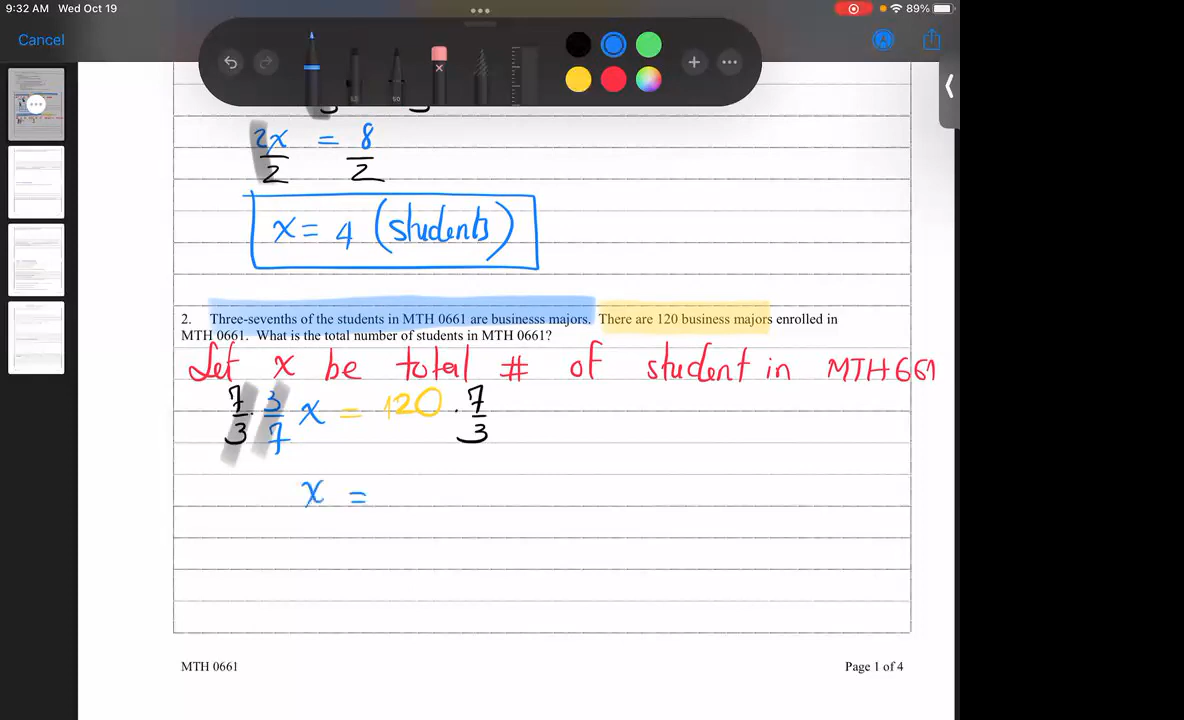 9:32 AM Wed Oct 19
89%
Cancel
2x = 8
2 2
x = 4 (students)
2. Three-sevenths of the students in MTH 0661 are businesss majors. There are 120 business majors enrolled in
MTH 0661. What is the total number of students in MTH 0661?
Let x be total # of student in MTH661
7/3 · 3/7 x = 120 · 7/3
x =
MTH 0661
Page 1 of 4